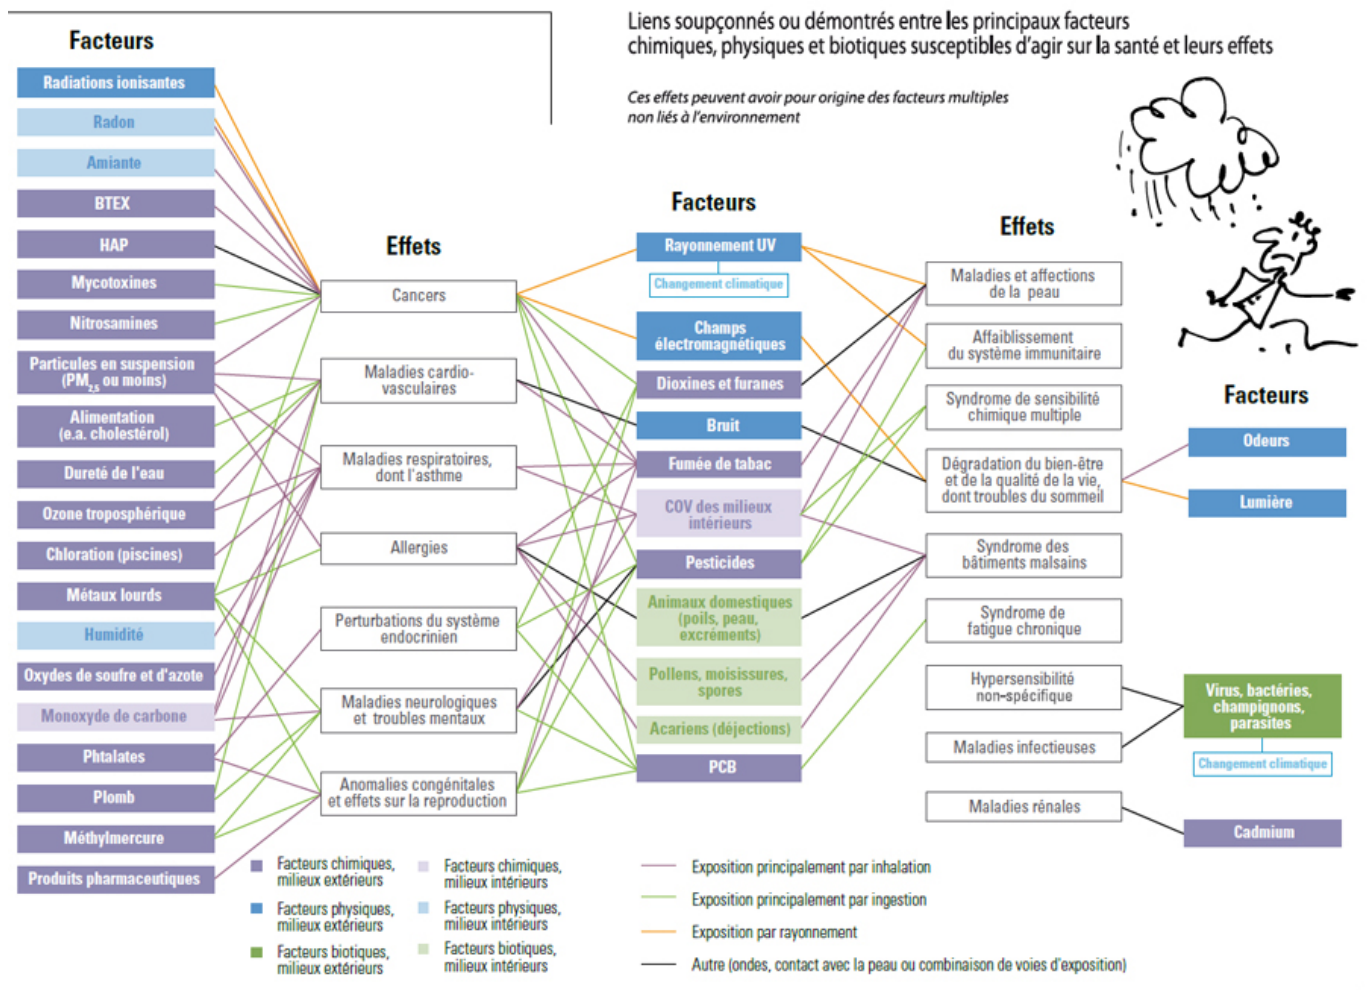 Liens soupçonnés ou démontrés entre les principaux facteurs
chimiques, physiques et biotiques susceptibles d'agir sur la santé et leurs effets
Ces effets peuvent avoir pour origine des facteurs multiples
non liés à l'environnement
Facteurs
Radiations ionisantes
Radon
Amiante
BTEX
HAP
Mycotoxines
Nitrosamines
Particules en suspension
(PM2,5 ou moins)
Alimentation
(e.a. cholestérol)
Dureté de l'eau
Ozone troposphérique
Chloration (piscines)
Métaux lourds
Humidité
Oxydes de soufre et d'azote
Monoxyde de carbone
Phtalates
Plomb
Méthylmercure
Produits pharmaceutiques
Effets
Cancers
Maladies cardio-
vasculaires
Maladies respiratoires,
dont l'asthme
Allergies
Perturbations du système
endocrinien
Maladies neurologiques
et troubles mentaux
Anomalies congénitales
et effets sur la reproduction
Facteurs
Rayonnement UV
Changement climatique
Champs
électromagnétiques
Dioxines et furanes
Bruit
Fumée de tabac
COV des milieux
intérieurs
Pesticides
Animaux domestiques
(poils, peau,
excréments)
Pollens, moisissures,
spores
Acariens (déjections)
PCB
Effets
Maladies et affections
de la peau
Affaiblissement
du système immunitaire
Syndrome de sensibilité
chimique multiple
Dégradation du bien-être
et de la qualité de la vie,
dont troubles du sommeil
Syndrome des
bâtiments malsains
Syndrome de
fatigue chronique
Hypersensibilité
non-spécifique
Maladies infectieuses
Maladies rénales
Facteurs
Odeurs
Lumière
Virus, bactéries,
champignons,
parasites
Changement climatique
Cadmium
Facteurs chimiques,
milieux extérieurs
Facteurs physiques,
milieux extérieurs
Facteurs biotiques,
milieux extérieurs
Facteurs chimiques,
milieux intérieurs
Facteurs physiques,
milieux intérieurs
Facteurs biotiques,
milieux intérieurs
Exposition principalement par inhalation
Exposition principalement par ingestion
Exposition par rayonnement
Autre (ondes, contact avec la peau ou combinaison de voies d'exposition)